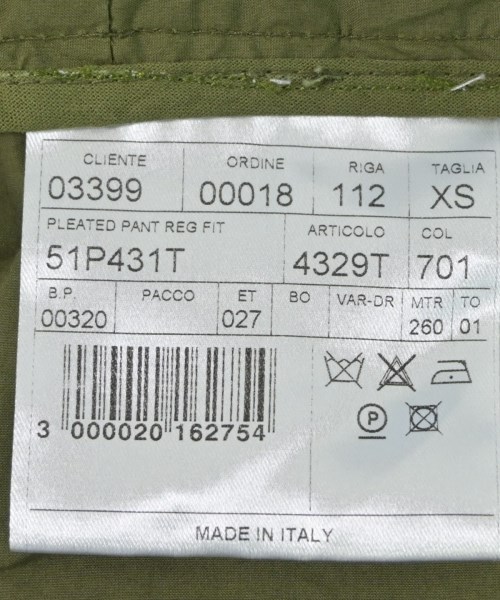 CLIENTE ORDINE RIGA TAGLIA
03399 00018 112 XS
PLEATED PANT REG FIT ARTICOLO COL
51P431T 4329T 701
B.P. PACCO ET BO VAR-DR MTR TO
00320 027 260 01
3 000020 162754
P
MADE IN ITALY